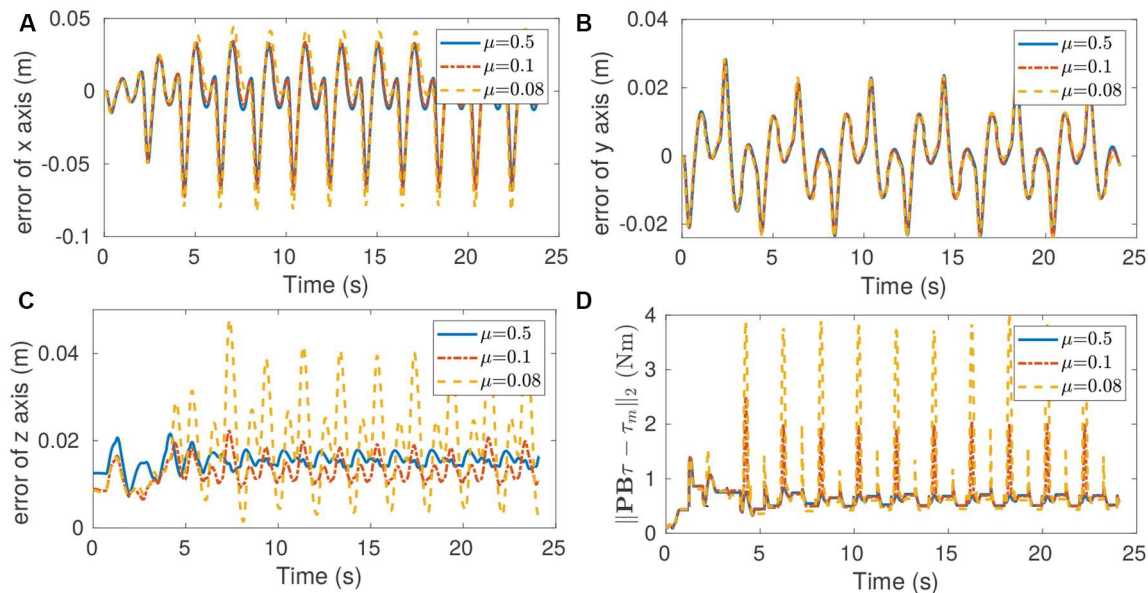 A
0.05
0
-0.05
-0.1
error of x axis (m)
μ=0.5
μ=0.1
μ=0.08
0 5 10 15 20 25
Time (s)
B
0.04
0.02
0
-0.02
error of y axis (m)
μ=0.5
μ=0.1
μ=0.08
0 5 10 15 20 25
Time (s)
C
0.04
0.02
0
error of z axis (m)
μ=0.5
μ=0.1
μ=0.08
0 5 10 15 20 25
Time (s)
D
4
3
2
1
0
||PBτ − τm||2 (Nm)
μ=0.5
μ=0.1
μ=0.08
0 5 10 15 20 25
Time (s)